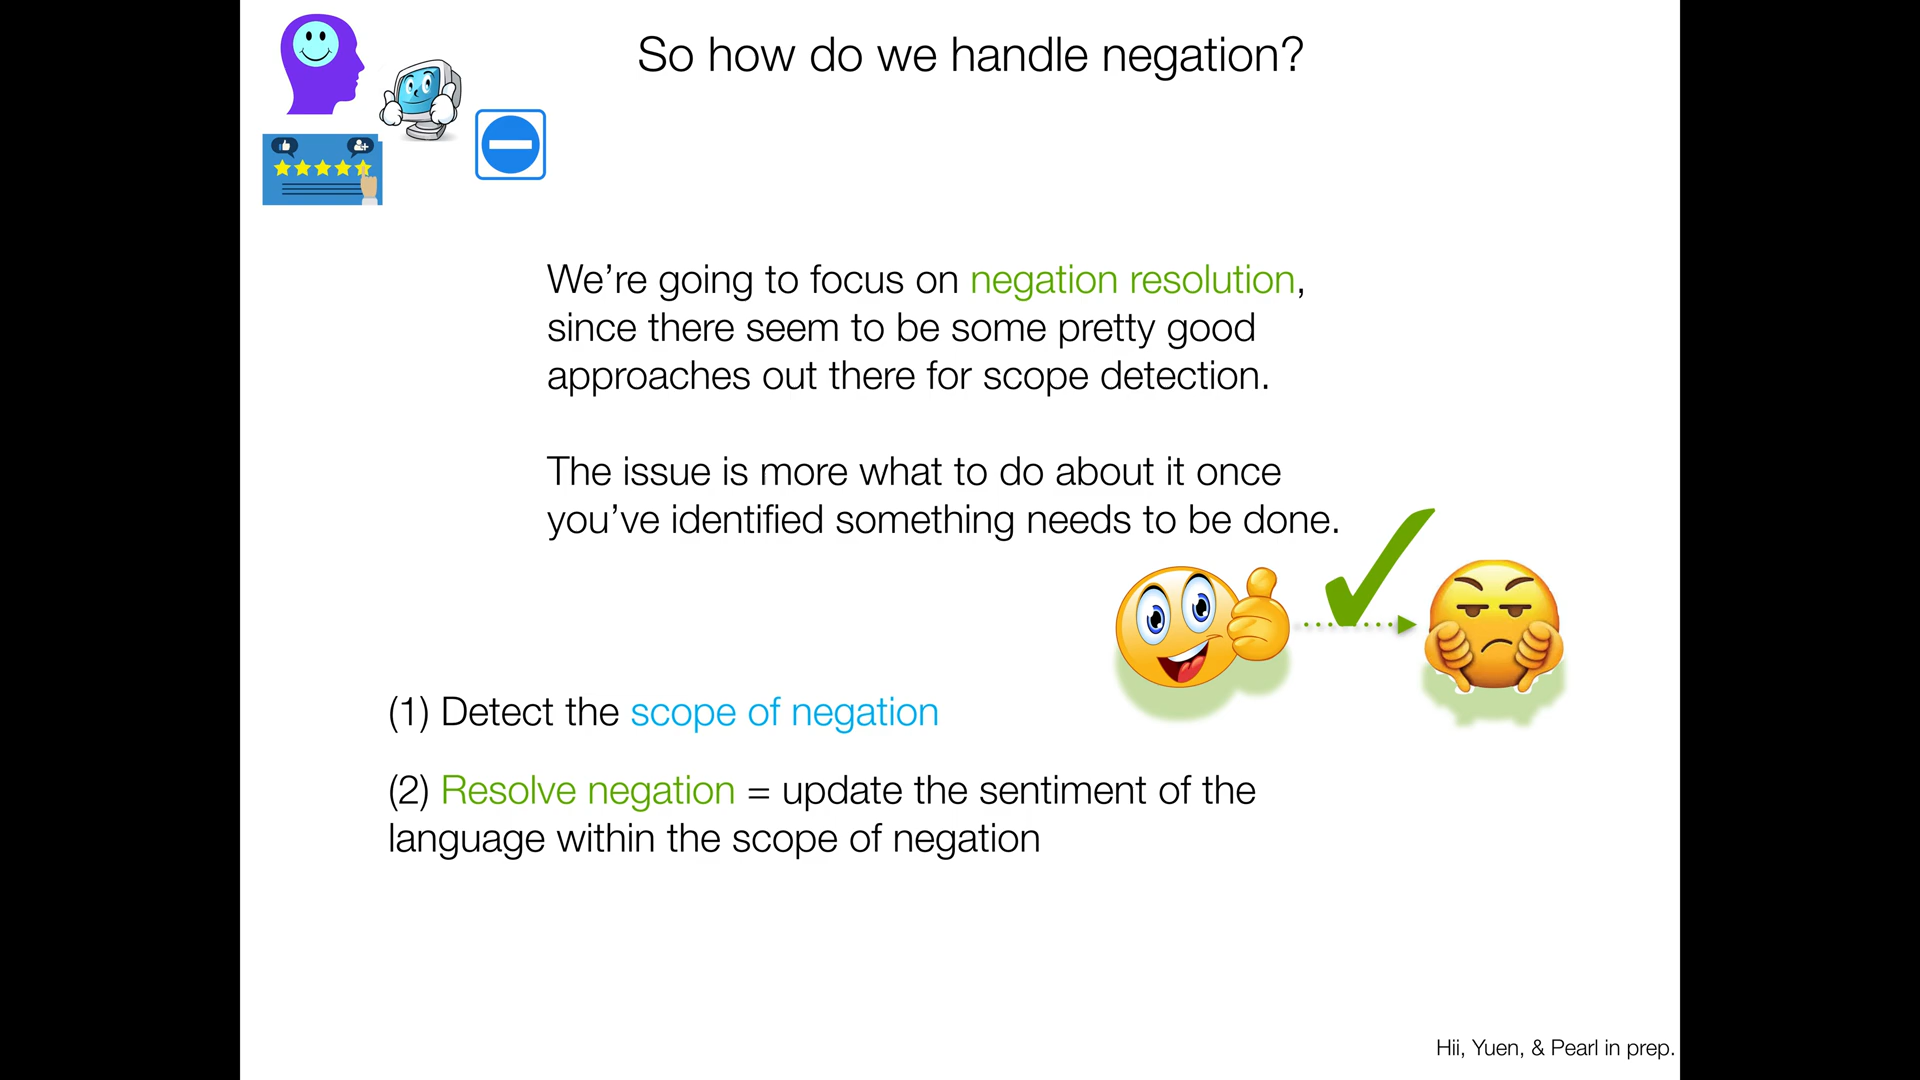 So how do we handle negation?
We’re going to focus on negation resolution,
since there seem to be some pretty good
approaches out there for scope detection.
The issue is more what to do about it once
you’ve identified something needs to be done.
(1) Detect the scope of negation
(2) Resolve negation = update the sentiment of the
language within the scope of negation
Hii, Yuen, & Pearl in prep.